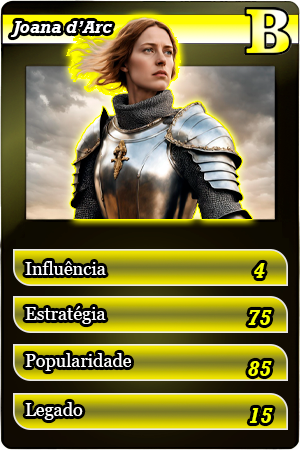 Joana d'Arc
B
Influência 4
Estratégia 75
Popularidade 85
Legado 15